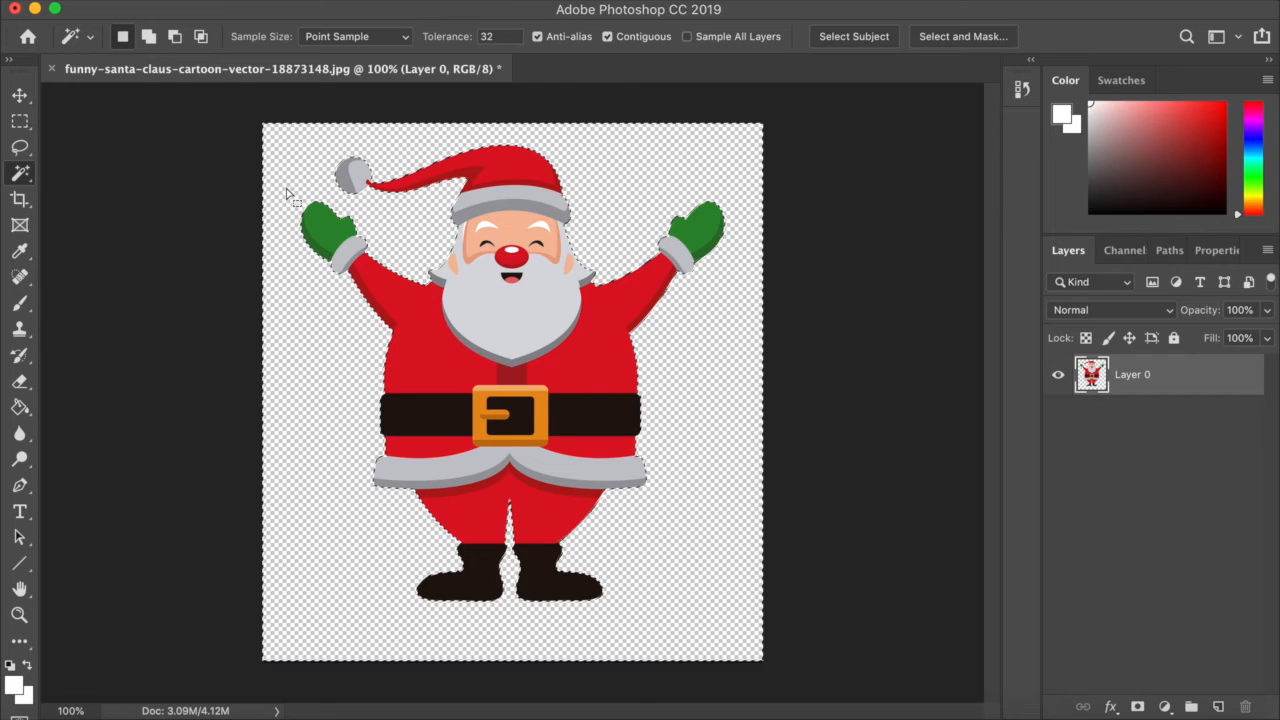 Adobe Photoshop CC 2019
Sample Size: Point Sample Tolerance: 32 Anti-alias Contiguous Sample All Layers Select Subject Select and Mask...
funny-santa-claus-cartoon-vector-18873148.jpg @ 100% (Layer 0, RGB/8) *
Color Swatches
Layers Channel Paths Properti
Kind
Normal Opacity: 100%
Lock: Fill: 100%
Layer 0
100% Doc: 3.09M/4.12M